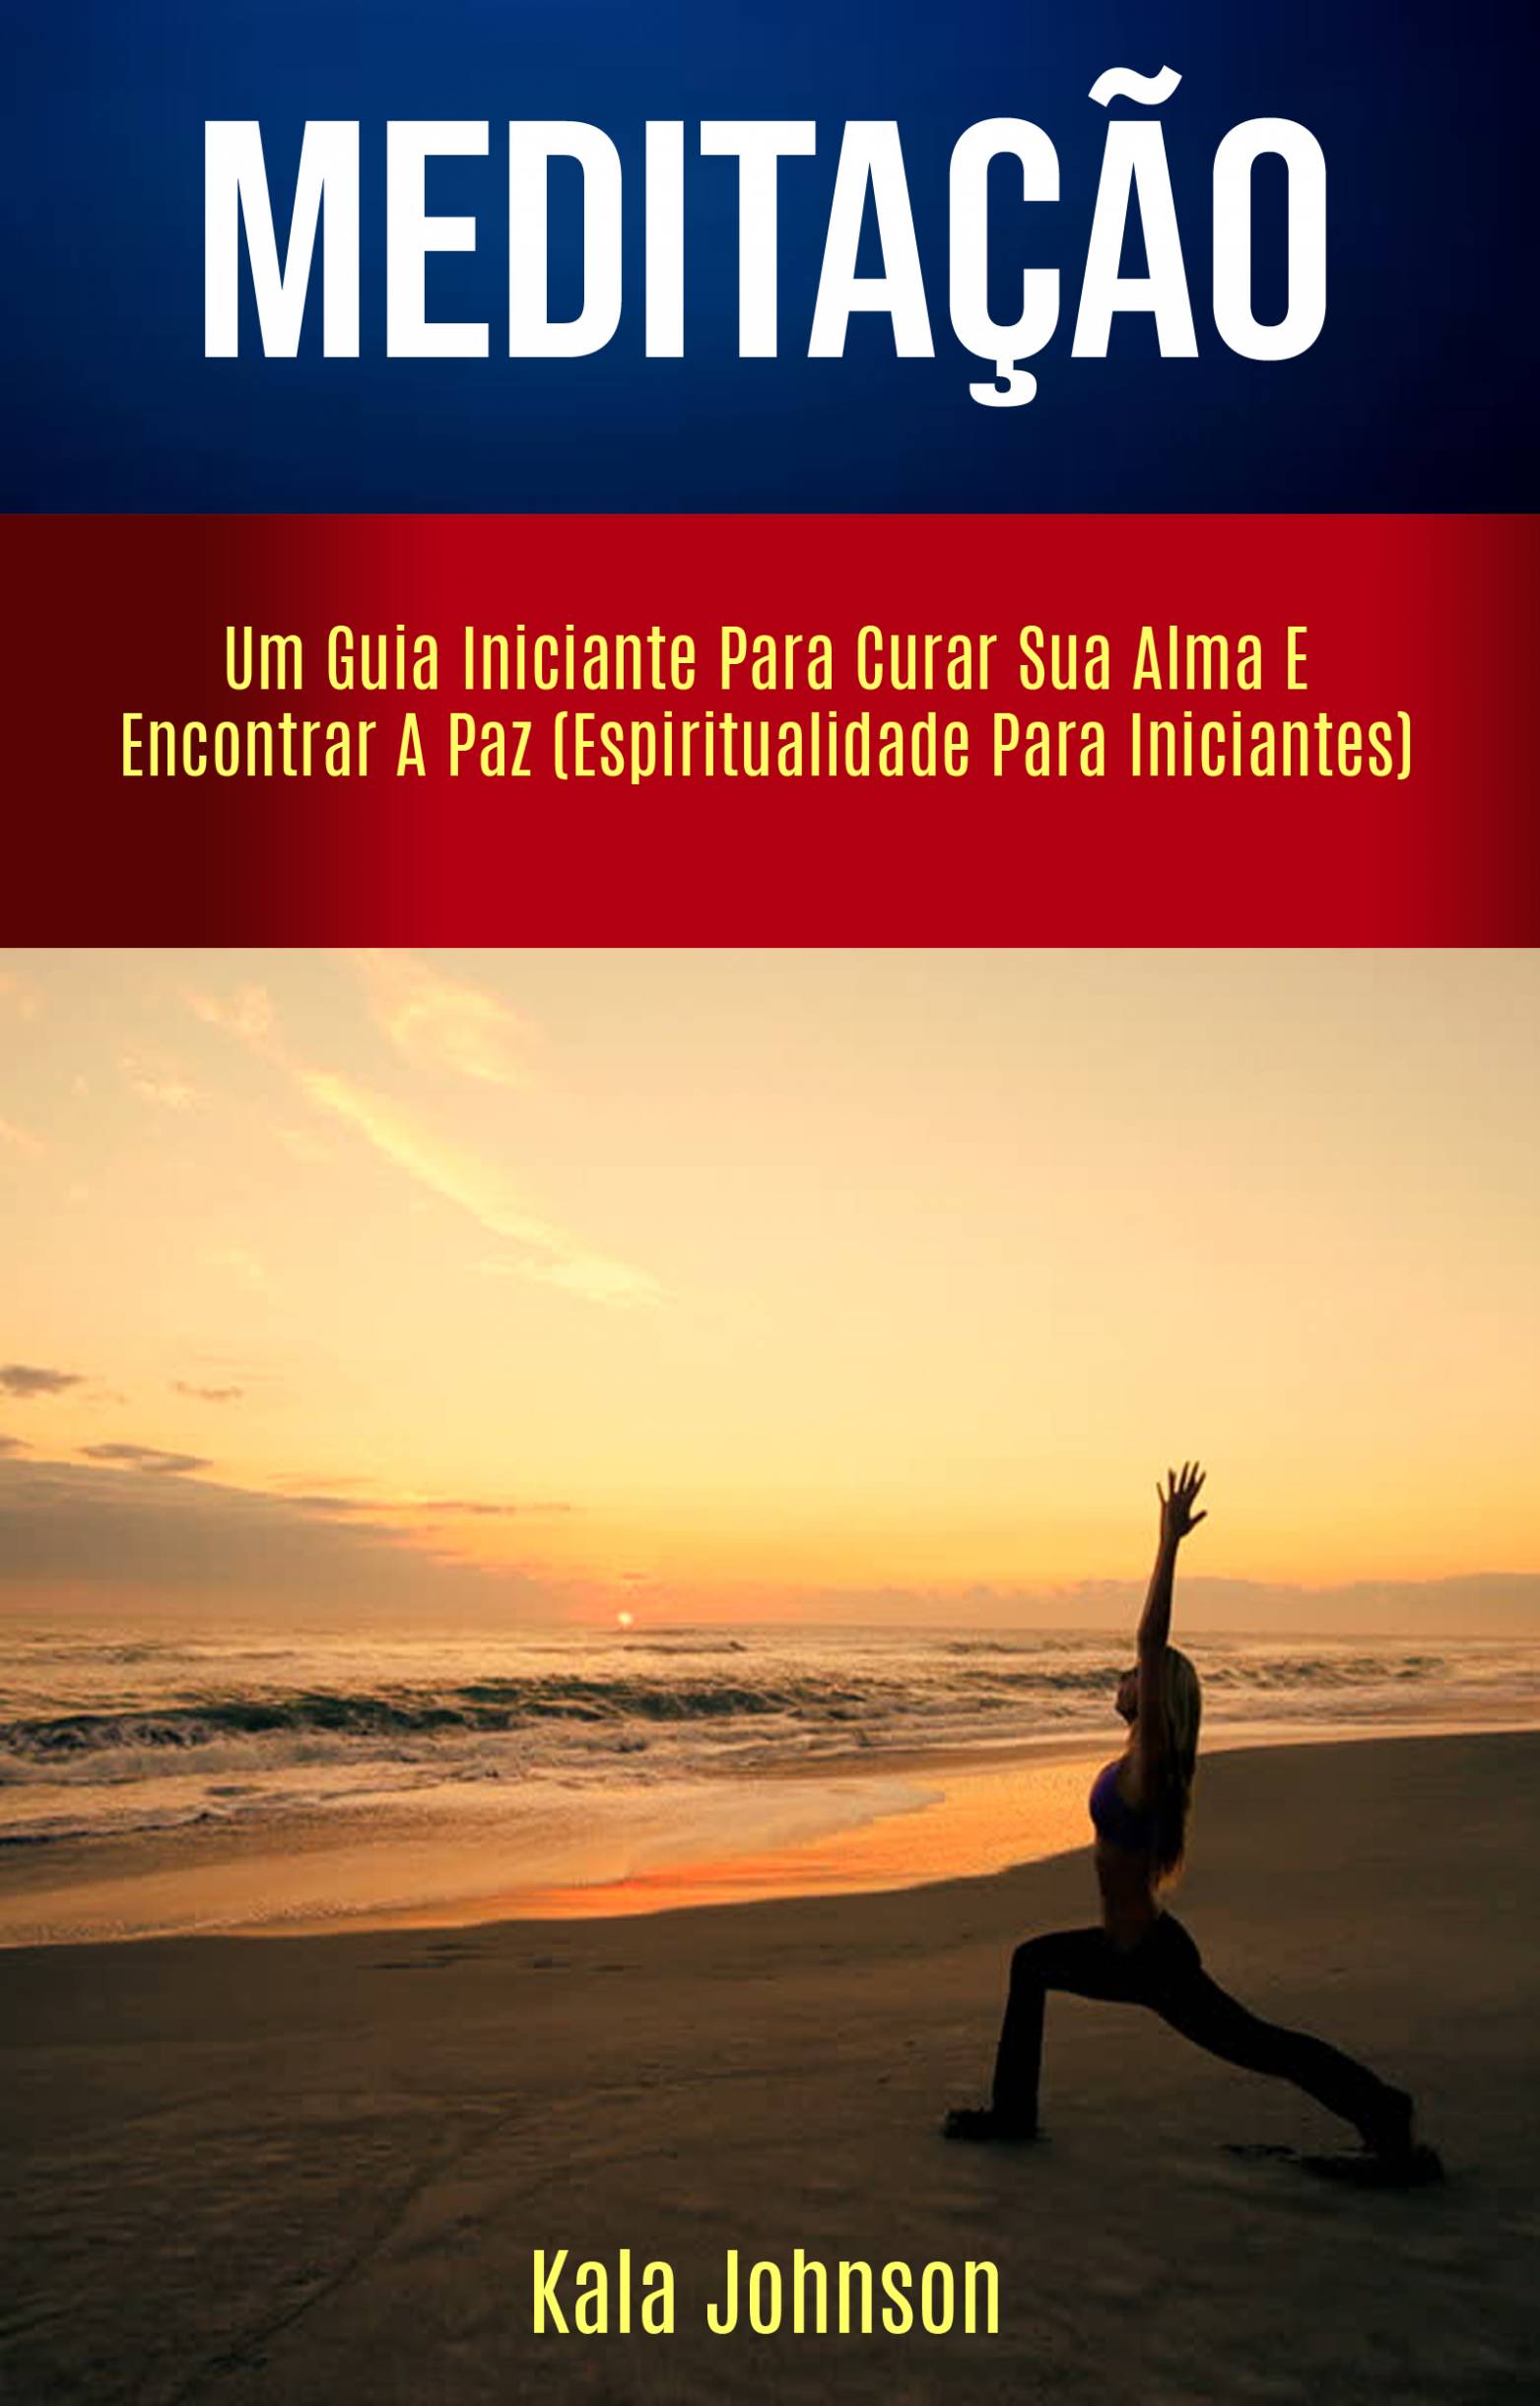 MEDITAÇÃO
Um Guia Iniciante Para Curar Sua Alma E
Encontrar A Paz (Espiritualidade Para Iniciantes)
Kala Johnson